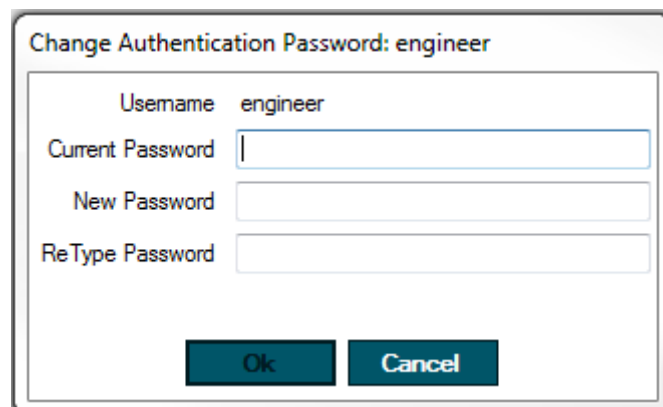 Change Authentication Password: engineer
Username engineer
Current Password
New Password
ReType Password
Ok Cancel